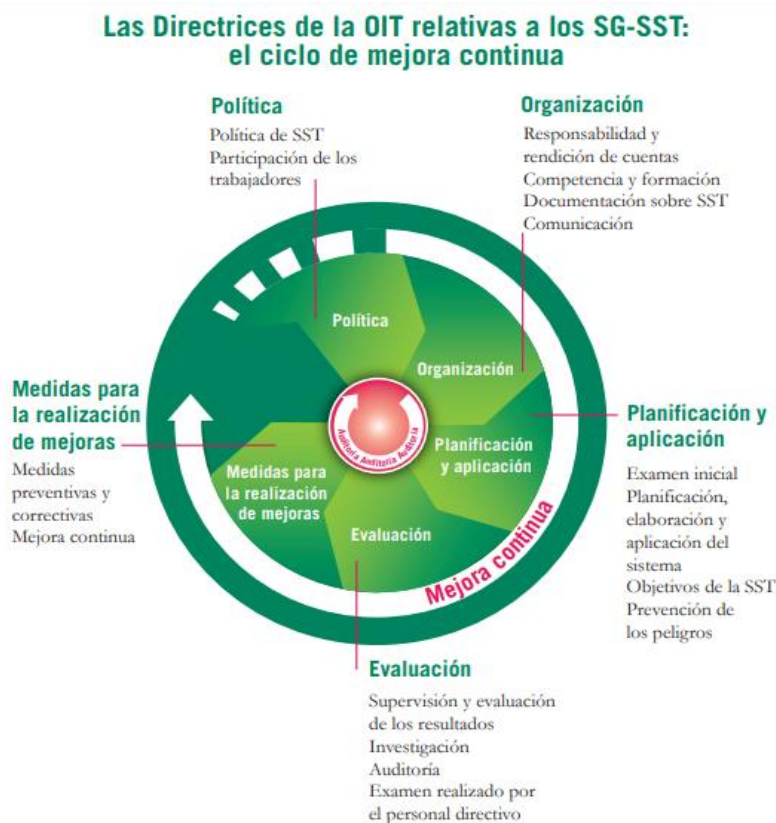 Las Directrices de la OIT relativas a los SG-SST:
el ciclo de mejora continua
Política
Política de SST
Participación de los
trabajadores
Organización
Responsabilidad y
rendición de cuentas
Competencia y formación
Documentación sobre SST
Comunicación
Política
Organización
Planificación
y aplicación
Evaluación
Medidas para
la realización
de mejoras
Auditoría Auditoría Auditoría
Mejora continua
Medidas para
la realización
de mejoras
Medidas
preventivas y
correctivas
Mejora continua
Planificación y
aplicación
Examen inicial
Planificación,
elaboración y
aplicación del
sistema
Objetivos de la SST
Prevención de
los peligros
Evaluación
Supervisión y evaluación
de los resultados
Investigación
Auditoría
Examen realizado por
el personal directivo